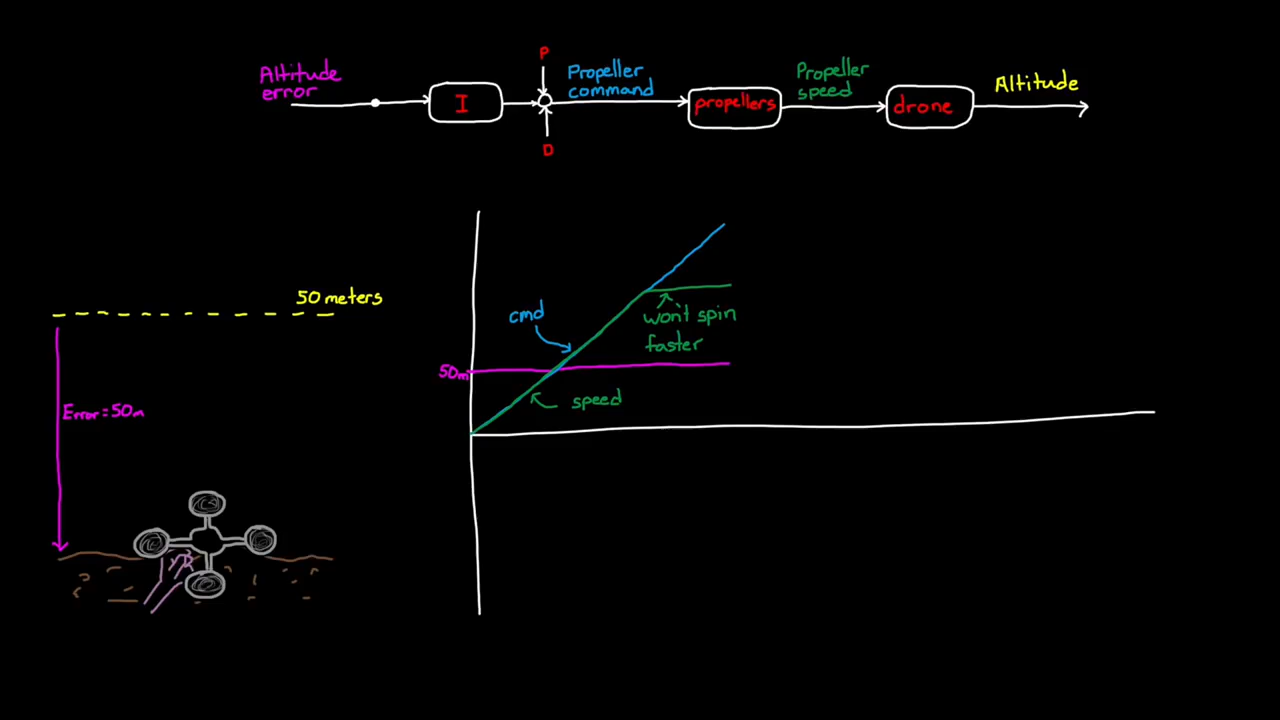 Altitude
error
I
P
D
Propeller
command
propellers
Propeller
speed
drone
Altitude
50 meters
Error = 50m
50m
cmd
speed
won't spin
faster